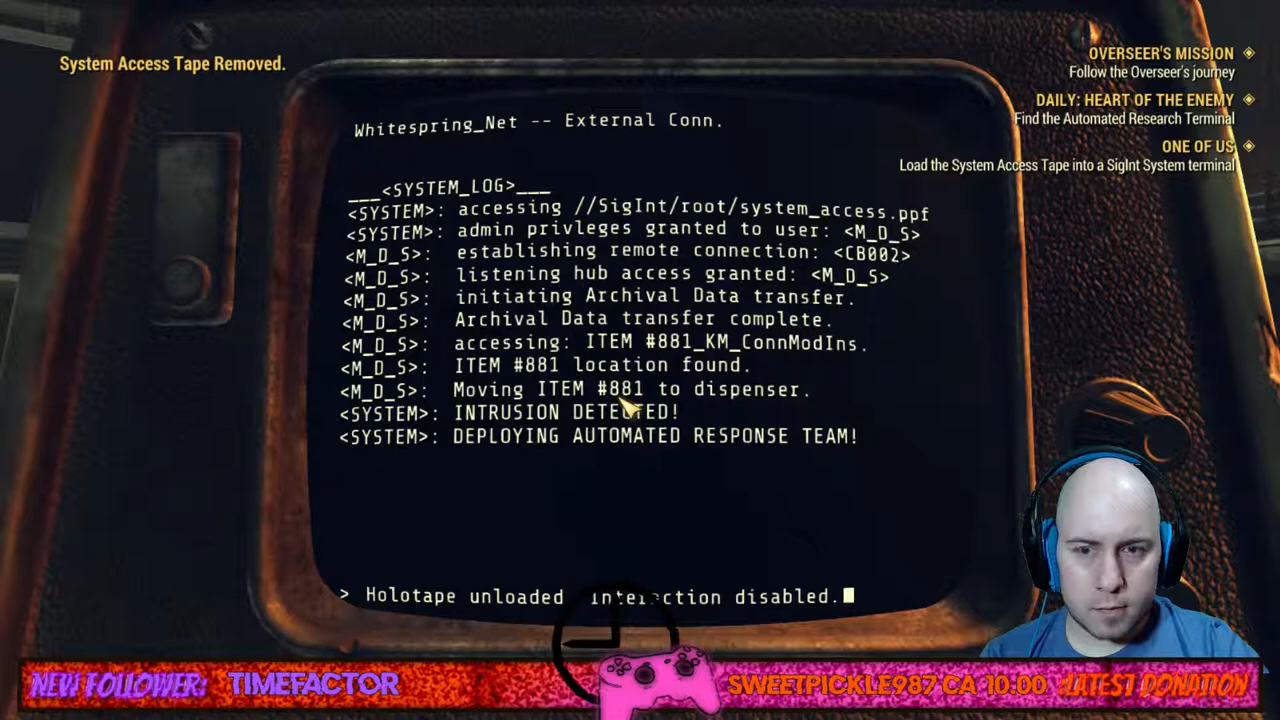 System Access Tape Removed.
OVERSEER'S MISSION
Follow the Overseer's journey
DAILY: HEART OF THE ENEMY
Find the Automated Research Terminal
ONE OF US
Load the System Access Tape into a SigInt System terminal
Whitespring_Net -- External Conn.
___<SYSTEM_LOG>___
<SYSTEM>: accessing //SigInt/root/system_access.ppf
<SYSTEM>: admin privleges granted to user: <M_D_S>
<M_D_S>: establishing remote connection: <CB002>
<M_D_S>: listening hub access granted: <M_D_S>
<M_D_S>: initiating Archival Data transfer.
<M_D_S>: Archival Data transfer complete.
<M_D_S>: accessing: ITEM #881_KM_ConnModIns.
<M_D_S>: ITEM #881 location found.
<M_D_S>: Moving ITEM #881 to dispenser.
<SYSTEM>: INTRUSION DETECTED!
<SYSTEM>: DEPLOYING AUTOMATED RESPONSE TEAM!
> Holotape unloaded Interaction disabled.
NEW FOLLOWER: TIMEFACTOR
SWEETPICKLE987 CA 10.00 :LATEST DONATION